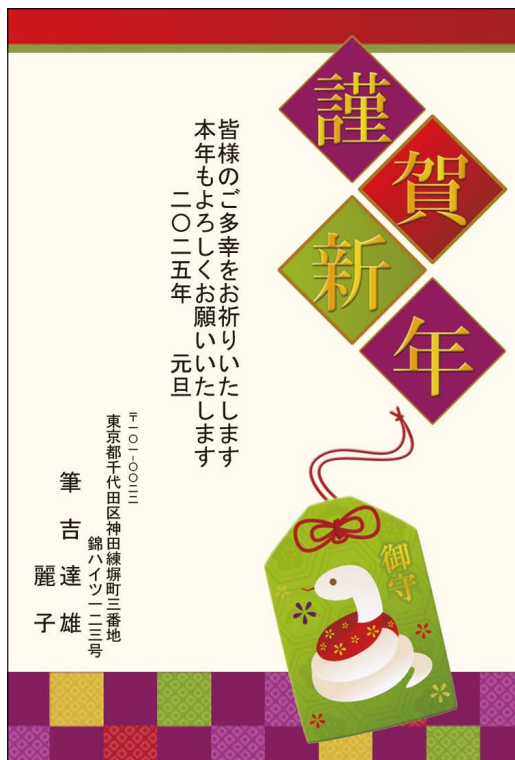 謹賀新年
皆様のご多幸をお祈りいたします
本年もよろしくお願いいたします
二〇二五年　元旦
御守
〒一〇一-〇〇二二
東京都千代田区神田練塀町三番地
錦ハイツ一二三号
筆吉達雄
麗子